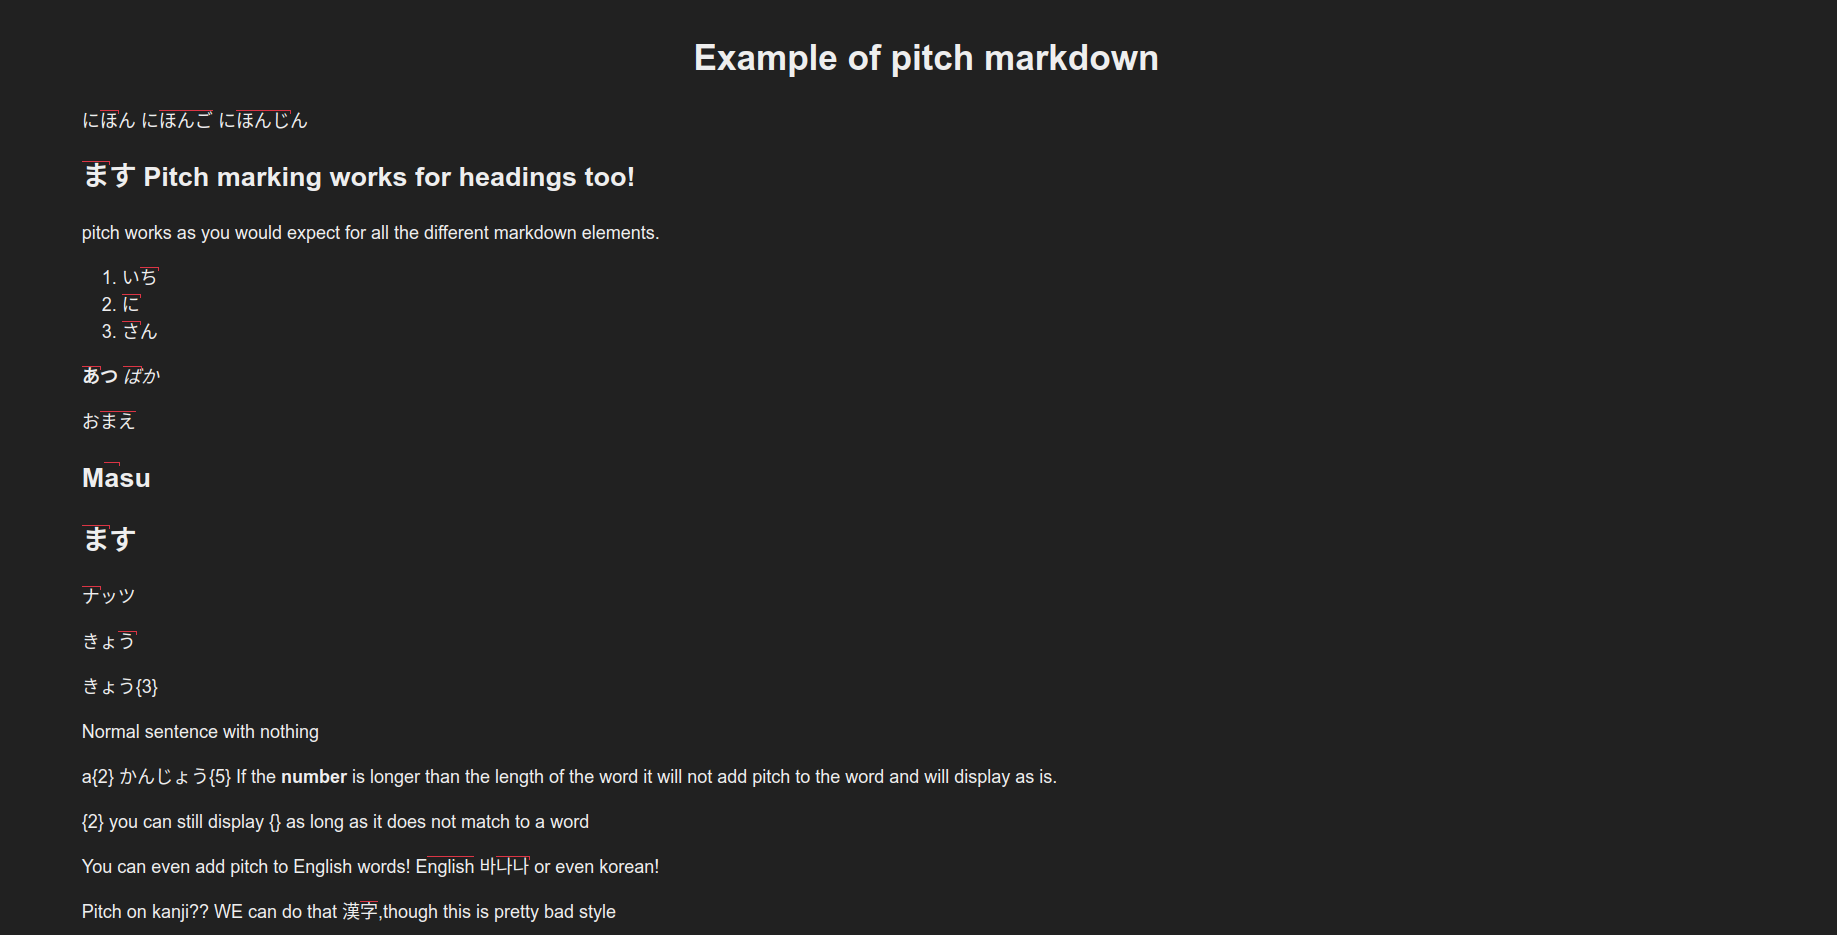 Example of pitch markdown
にほん にほんご にほんじん
ます Pitch marking works for headings too!
pitch works as you would expect for all the different markdown elements.
1. いち
2. に
3. さん
あつ ばか
おまえ
Masu
ます
ナッツ
きょう
きょう{3}
Normal sentence with nothing
a{2} かんじょう{5} If the number is longer than the length of the word it will not add pitch to the word and will display as is.
{2} you can still display {} as long as it does not match to a word
You can even add pitch to English words! English 바나나 or even korean!
Pitch on kanji?? WE can do that 漢字,though this is pretty bad style